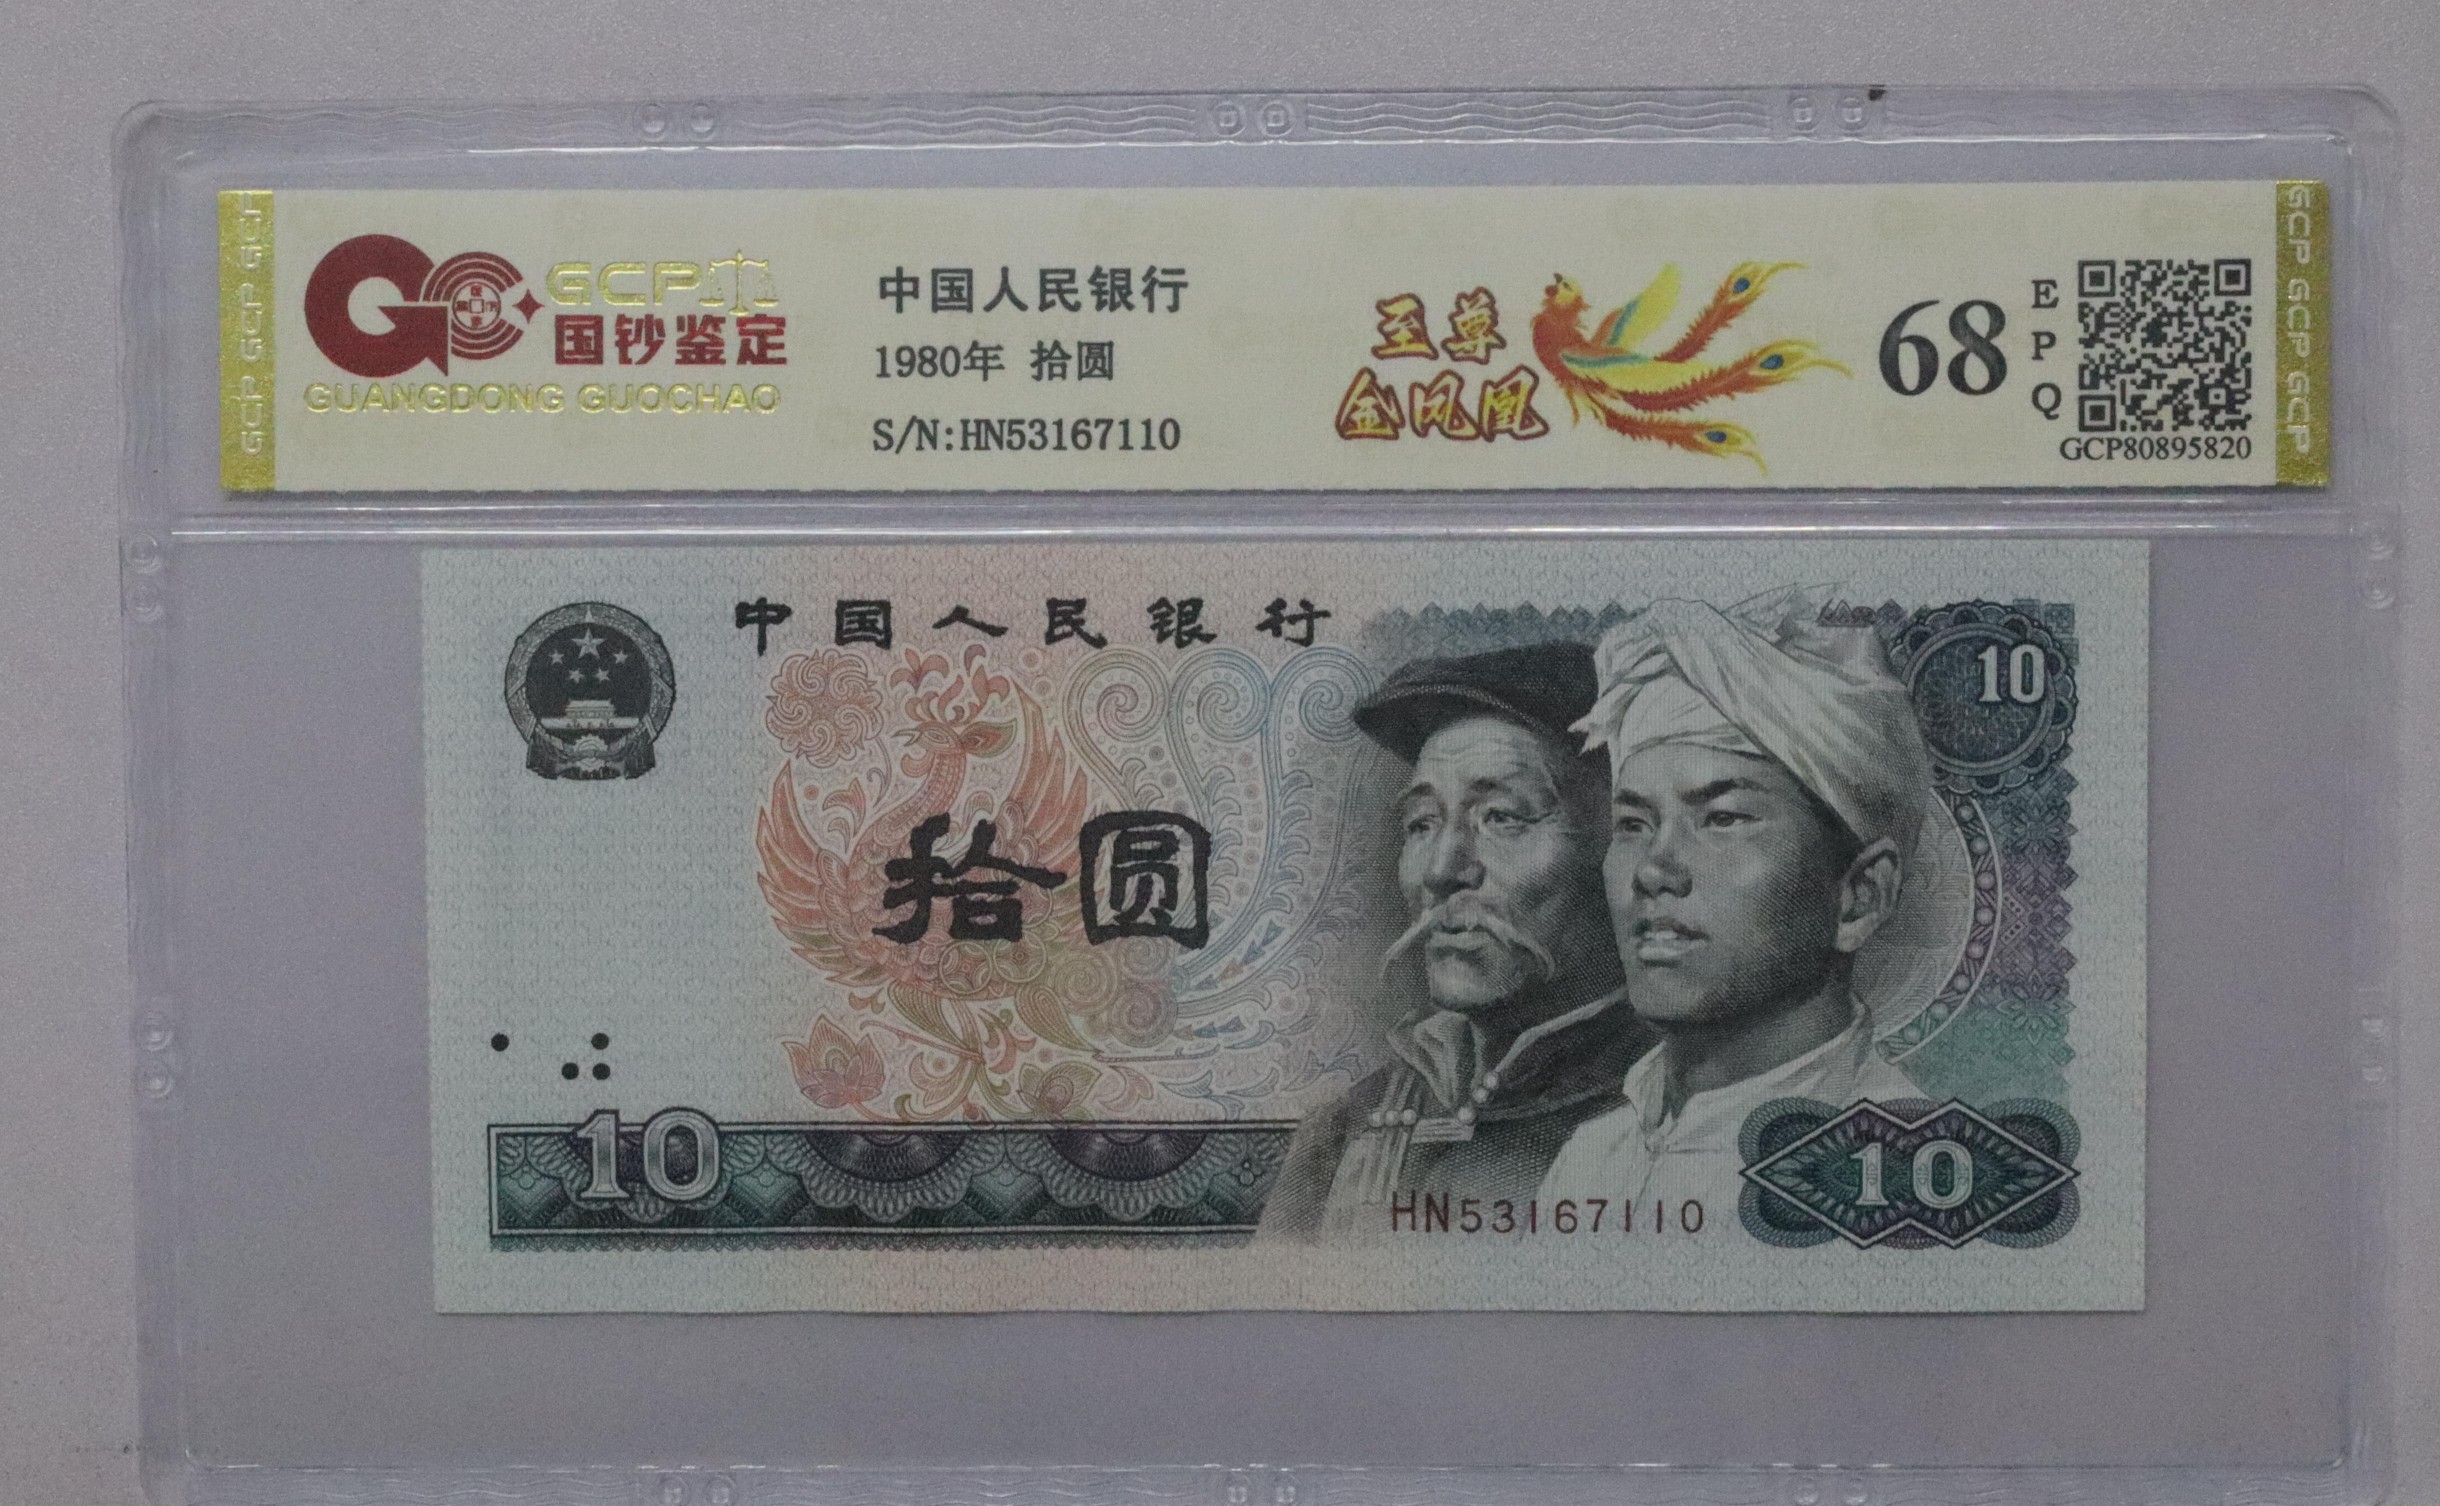 GCP GCP GCP
GCP
国钞鉴定
GUANGDONG GUOCHAO
中国人民银行
1980年 拾圆
S/N:HN53167110
至尊
金凤凰
68
E
P
Q
GCP80895820
GCP GCP GCP
中国人民银行
10
拾圆
10
HN53167110
10